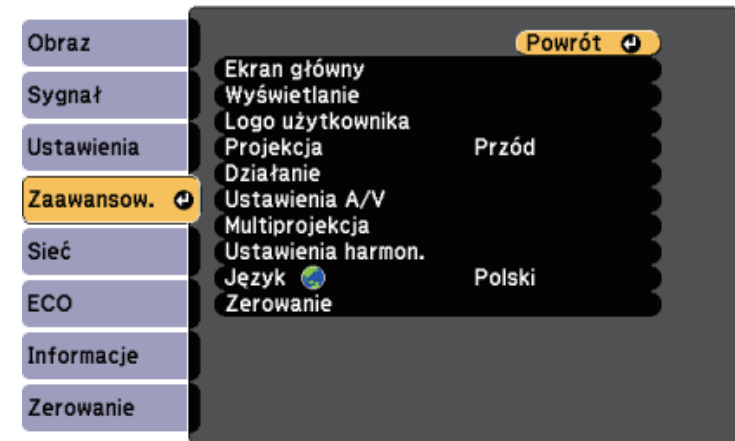 Obraz
Sygnał
Ustawienia
Zaawansow.
Sieć
ECO
Informacje
Zerowanie
Powrót
Ekran główny
Wyświetlanie
Logo użytkownika
Projekcja Przód
Działanie
Ustawienia A/V
Multiprojekcja
Ustawienia harmon.
Język Polski
Zerowanie